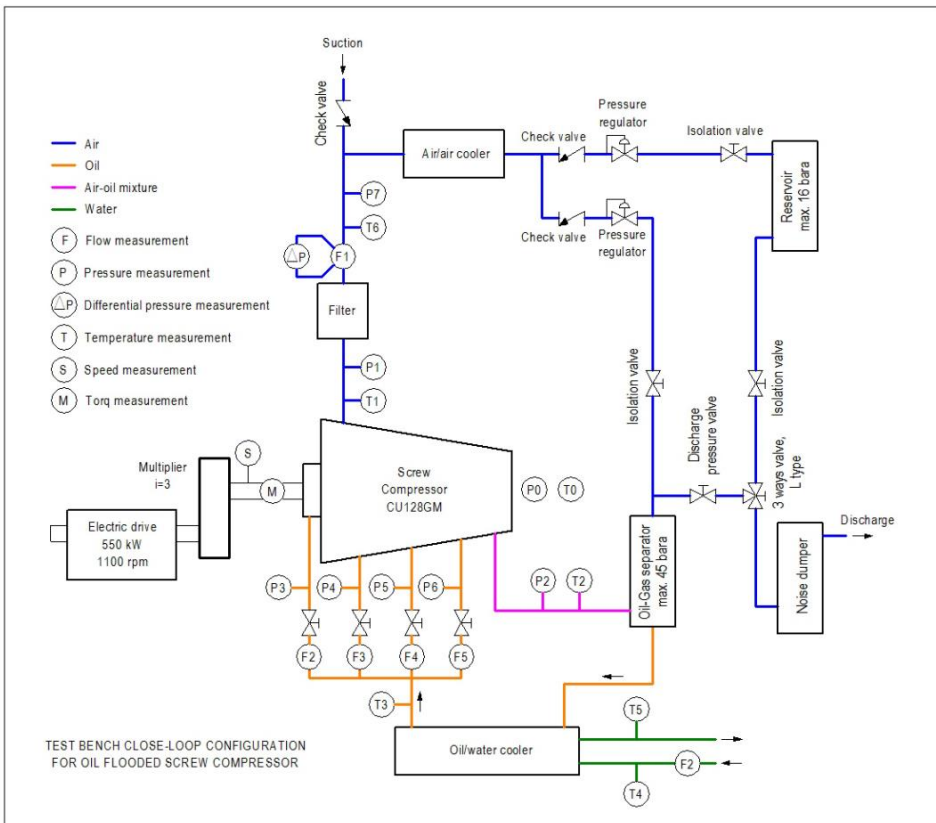 Suction
Check valve
Air
Oil
Air-oil mixture
Water
F Flow measurement
P Pressure measurement
△P Differential pressure measurement
T Temperature measurement
S Speed measurement
M Torq measurement
Air/air cooler
Check valve
Pressure
regulator
Isolation valve
Reservoir
max. 16 bara
Check valve
Pressure
regulator
P7
T6
△P
F1
Filter
P1
T1
Isolation valve
Isolation valve
Discharge
pressure valve
3 ways valve,
L type
Multiplier
i=3
S
M
Screw
Compressor
CU128GM
P0
T0
Electric drive
550 kW
1100 rpm
Oil-Gas separator
max. 45 bara
Noise dumper
Discharge
P3
P4
P5
P6
P2
T2
F2
F3
F4
F5
T3
Oil/water cooler
T5
F2
T4
TEST BENCH CLOSE-LOOP CONFIGURATION
FOR OIL FLOODED SCREW COMPRESSOR